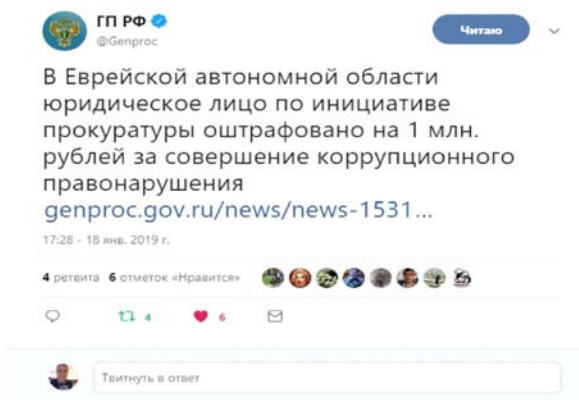 ГП РФ
@Genproc
Читаю
В Еврейской автономной области
юридическое лицо по инициативе
прокуратуры оштрафовано на 1 млн.
рублей за совершение коррупционного
правонарушения
genproc.gov.ru/news/news-1531...
17:28 - 18 янв. 2019 г.
4 ретвита 6 отметок «Нравится»
4 6
Твитнуть в ответ